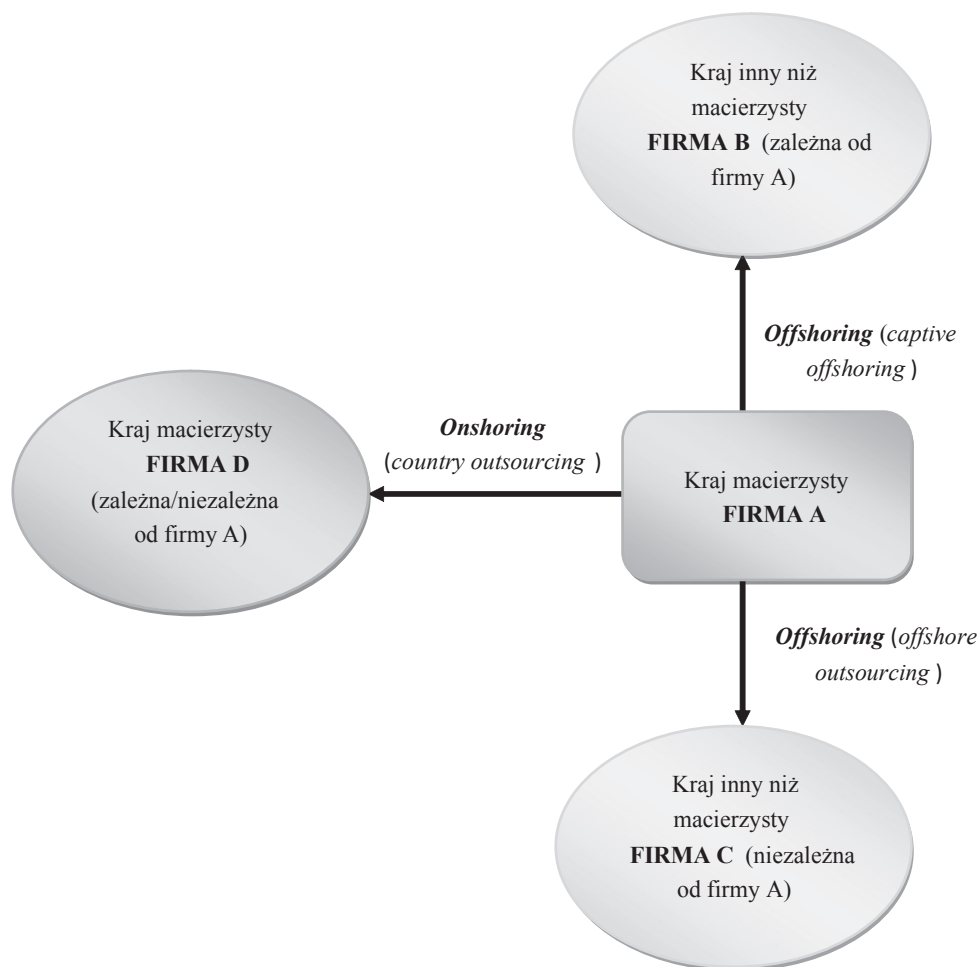 Kraj inny niż
macierzysty
FIRMA B (zależna od
firmy A)
Offshoring (captive
offshoring )
Kraj macierzysty
FIRMA D
(zależna/niezależna
od firmy A)
Onshoring
(country outsourcing )
Kraj macierzysty
FIRMA A
Offshoring (offshore
outsourcing )
Kraj inny niż
macierzysty
FIRMA C (niezależna
od firmy A)